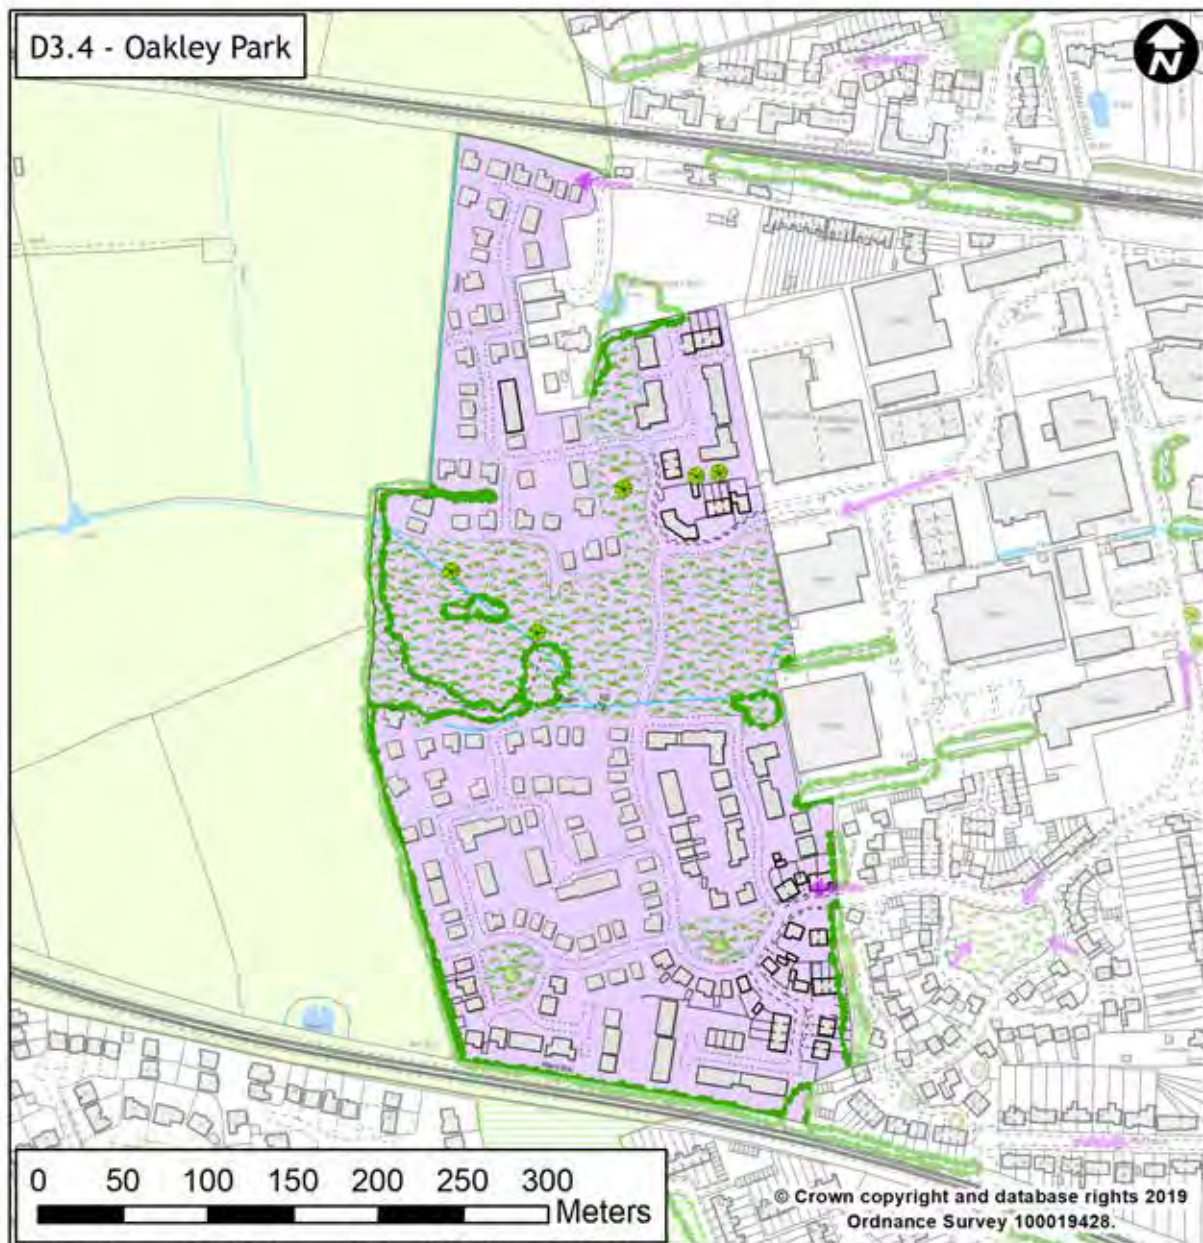 D3.4 - Oakley Park
N
0 50 100 150 200 250 300
Meters
© Crown copyright and database rights 2019
Ordnance Survey 100019428.